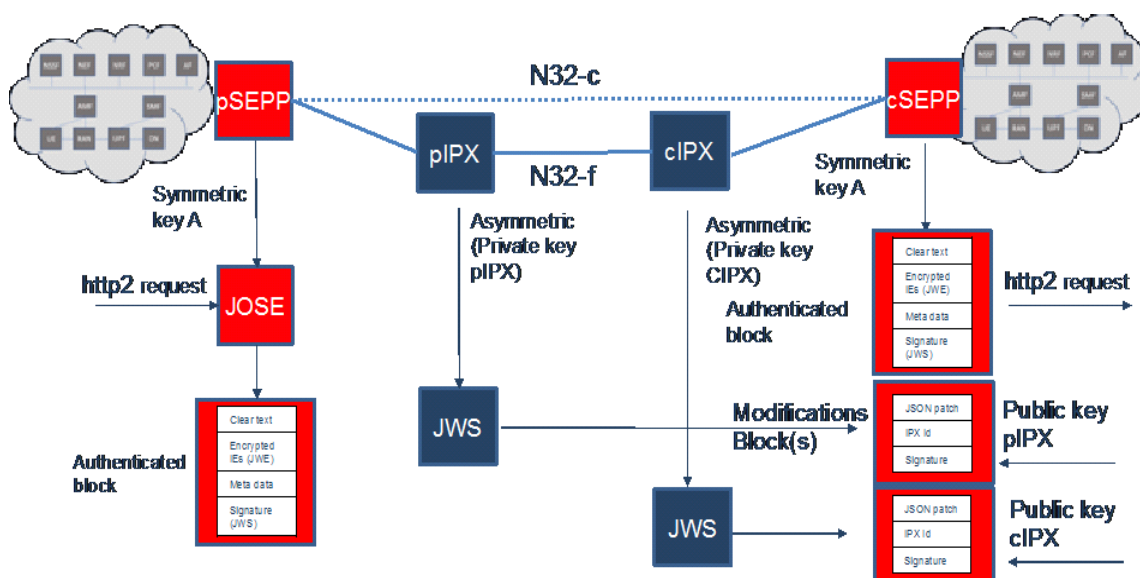 N32-c
pSEPP
cSEPP
pIPX
cIPX
N32-f
Symmetric
key A
Symmetric
key A
Asymmetric
(Private key
pIPX)
Asymmetric
(Private key
CIPX)
http2 request
JOSE
Authenticated
block
Clear text
Encrypted
IEs (JWE)
Meta data
Signature
(JWS)
http2 request
Authenticated
block
Clear text
Encrypted
IEs (JWE)
Meta data
Signature
(JWS)
JWS
Modifications
Block(s)
JSON patch
IPX id
Signature
Public key
pIPX
JWS
JSON patch
IPX id
Signature
Public key
cIPX